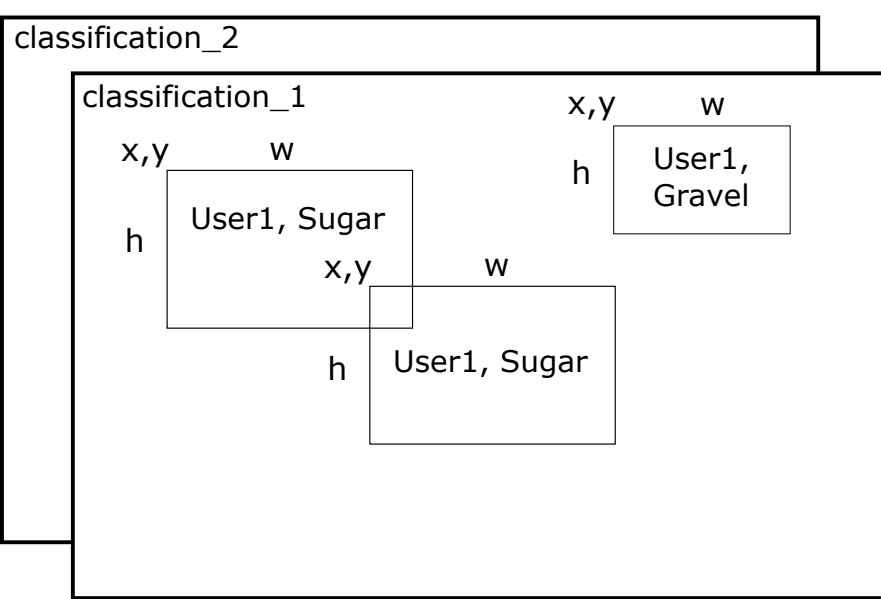 classification_2
classification_1
x,y w
h
User1,
Gravel
x,y w
h
User1, Sugar
x,y w
h
User1, Sugar